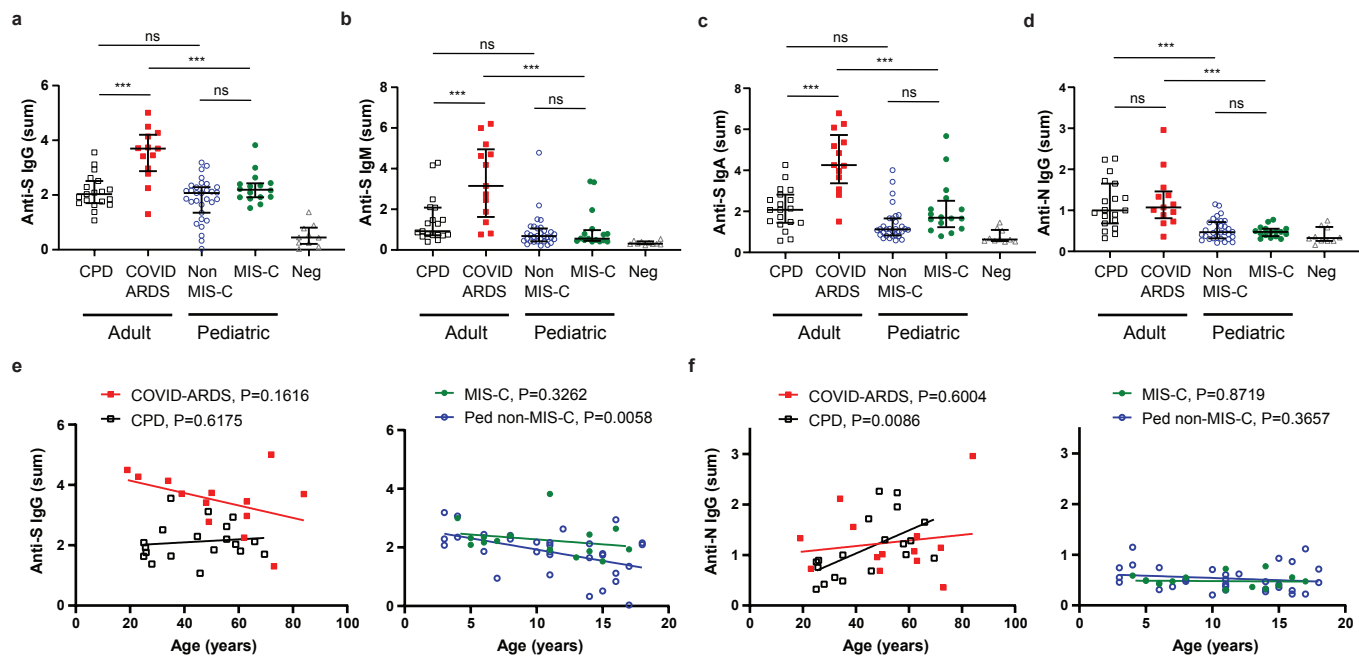 a
ns
***
***
ns
Anti-S IgG (sum)
6
4
2
0
CPD
COVID
ARDS
Non
MIS-C
MIS-C
Neg
Adult
Pediatric
b
ns
***
***
ns
Anti-S IgM (sum)
8
6
4
2
0
CPD
COVID
ARDS
Non
MIS-C
MIS-C
Neg
Adult
Pediatric
c
ns
***
***
ns
Anti-S IgA (sum)
8
6
4
2
0
CPD
COVID
ARDS
Non
MIS-C
MIS-C
Neg
Adult
Pediatric
d
***
***
ns
ns
Anti-N IgG (sum)
4
3
2
1
0
CPD
COVID
ARDS
Non
MIS-C
MIS-C
Neg
Adult
Pediatric
e
COVID-ARDS, P=0.1616
CPD, P=0.6175
Anti-S IgG (sum)
6
5
4
3
2
1
0
0 20 40 60 80 100
Age (years)
MIS-C, P=0.3262
Ped non-MIS-C, P=0.0058
6
5
4
3
2
1
0
0 5 10 15 20
Age (years)
f
COVID-ARDS, P=0.6004
CPD, P=0.0086
Anti-N IgG (sum)
3
2
1
0
0 20 40 60 80 100
Age (years)
MIS-C, P=0.8719
Ped non-MIS-C, P=0.3657
3
2
1
0
0 5 10 15 20
Age (years)